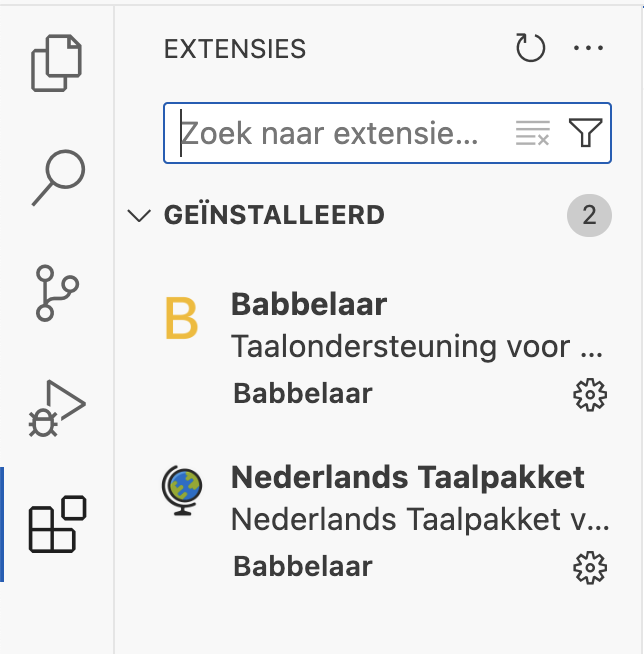 EXTENSIES
Zoek naar extensie...
GEÏNSTALLEERD
2
B
Babbelaar
Taalondersteuning voor ...
Babbelaar
Nederlands Taalpakket
Nederlands Taalpakket v...
Babbelaar